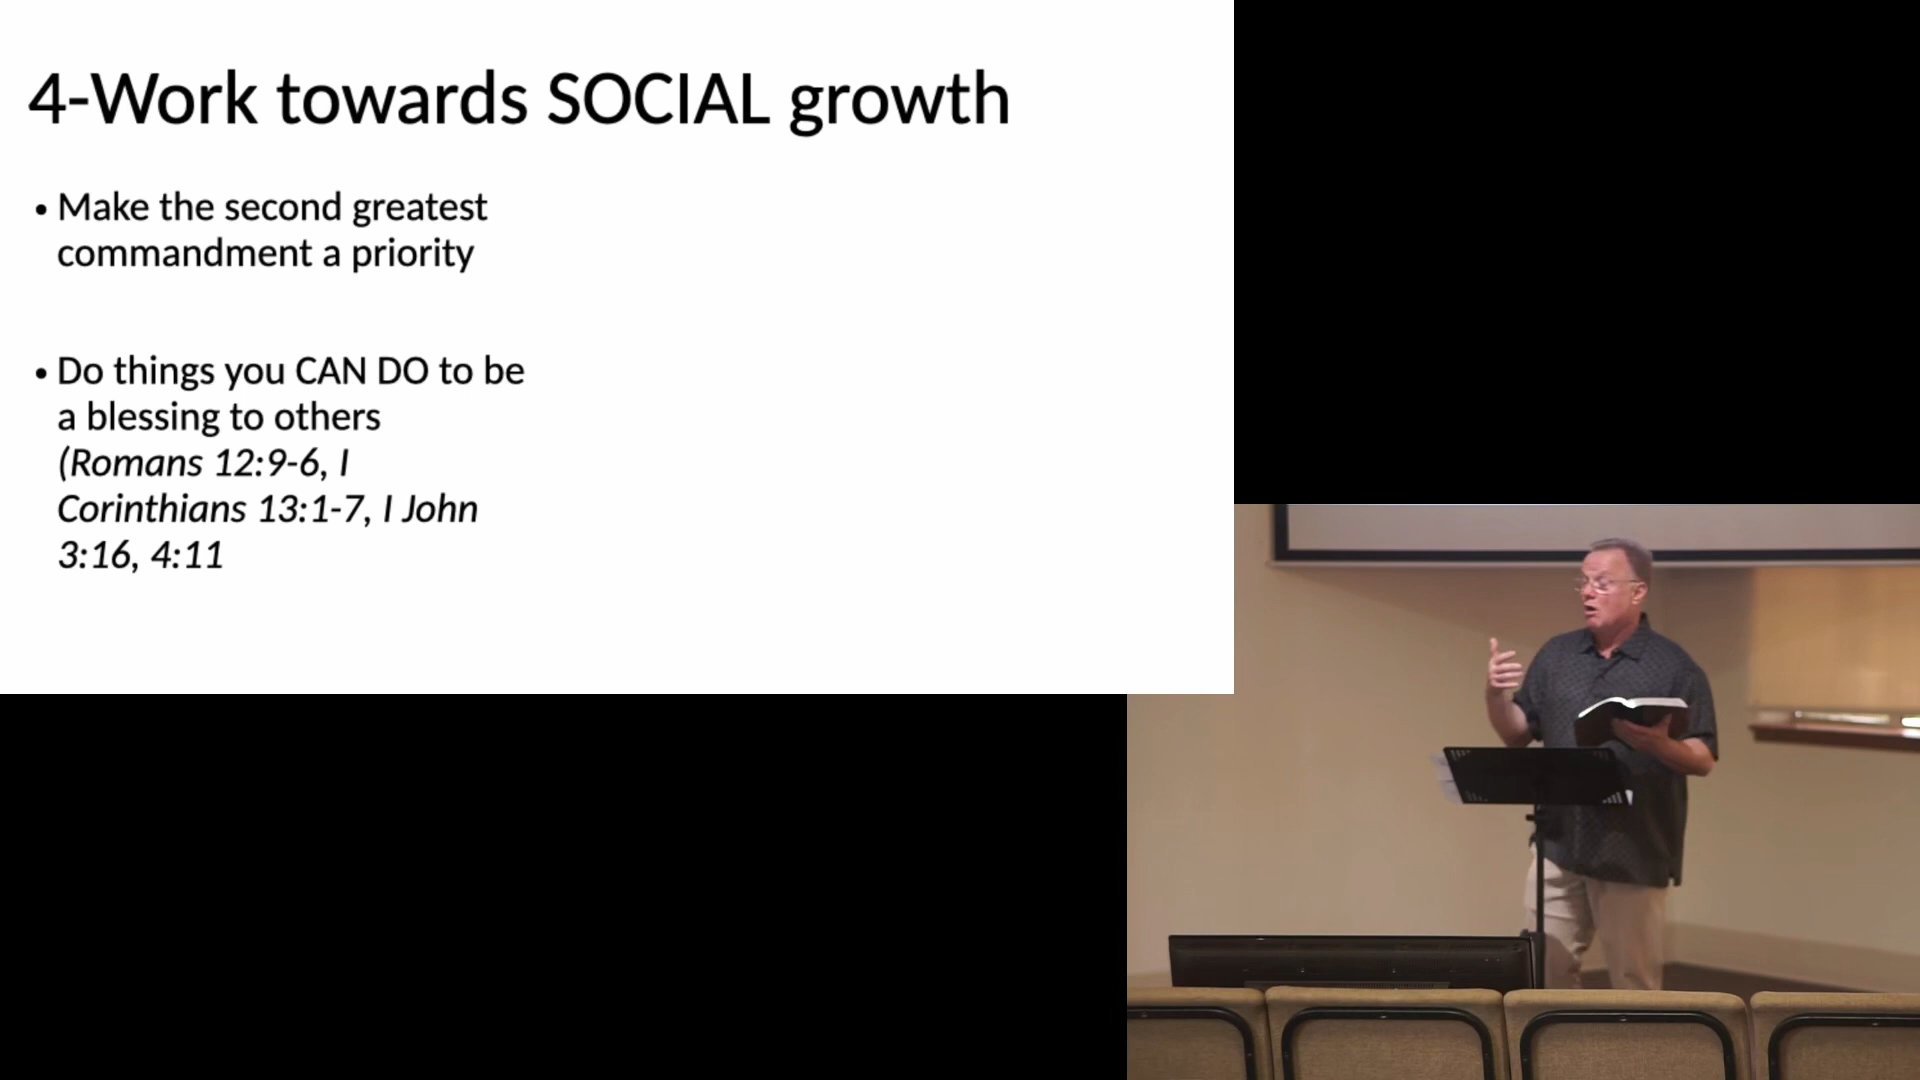 4-Work towards SOCIAL growth
• Make the second greatest
commandment a priority
• Do things you CAN DO to be
a blessing to others
(Romans 12:9-6, I
Corinthians 13:1-7, I John
3:16, 4:11